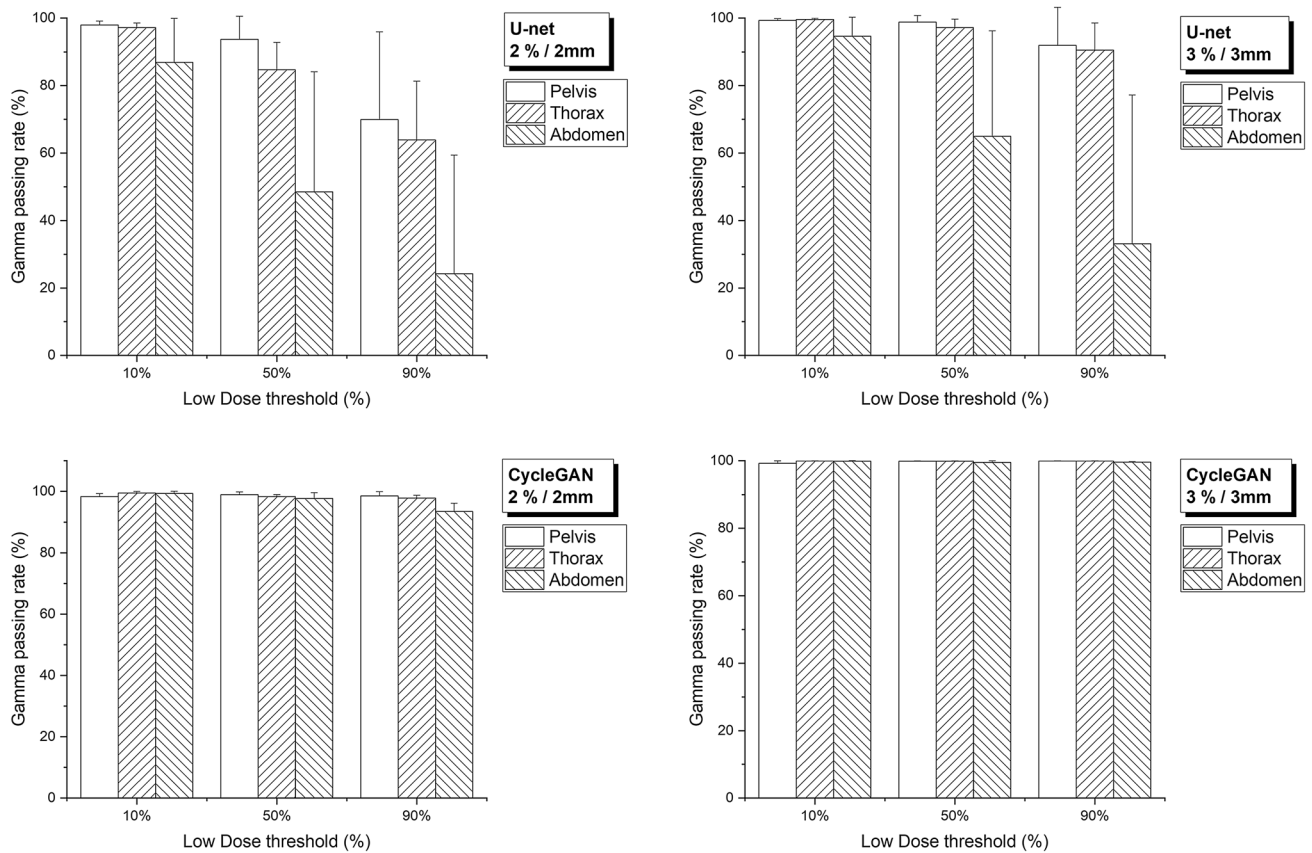 U-net
2 % / 2mm
Pelvis
Thorax
Abdomen
Gamma passing rate (%)
100
80
60
40
20
0
10%
50%
90%
Low Dose threshold (%)
U-net
3 % / 3mm
Pelvis
Thorax
Abdomen
Gamma passing rate (%)
100
80
60
40
20
0
10%
50%
90%
Low Dose threshold (%)
CycleGAN
2 % / 2mm
Pelvis
Thorax
Abdomen
Gamma passing rate (%)
100
80
60
40
20
0
10%
50%
90%
Low Dose threshold (%)
CycleGAN
3 % / 3mm
Pelvis
Thorax
Abdomen
Gamma passing rate (%)
100
80
60
40
20
0
10%
50%
90%
Low Dose threshold (%)